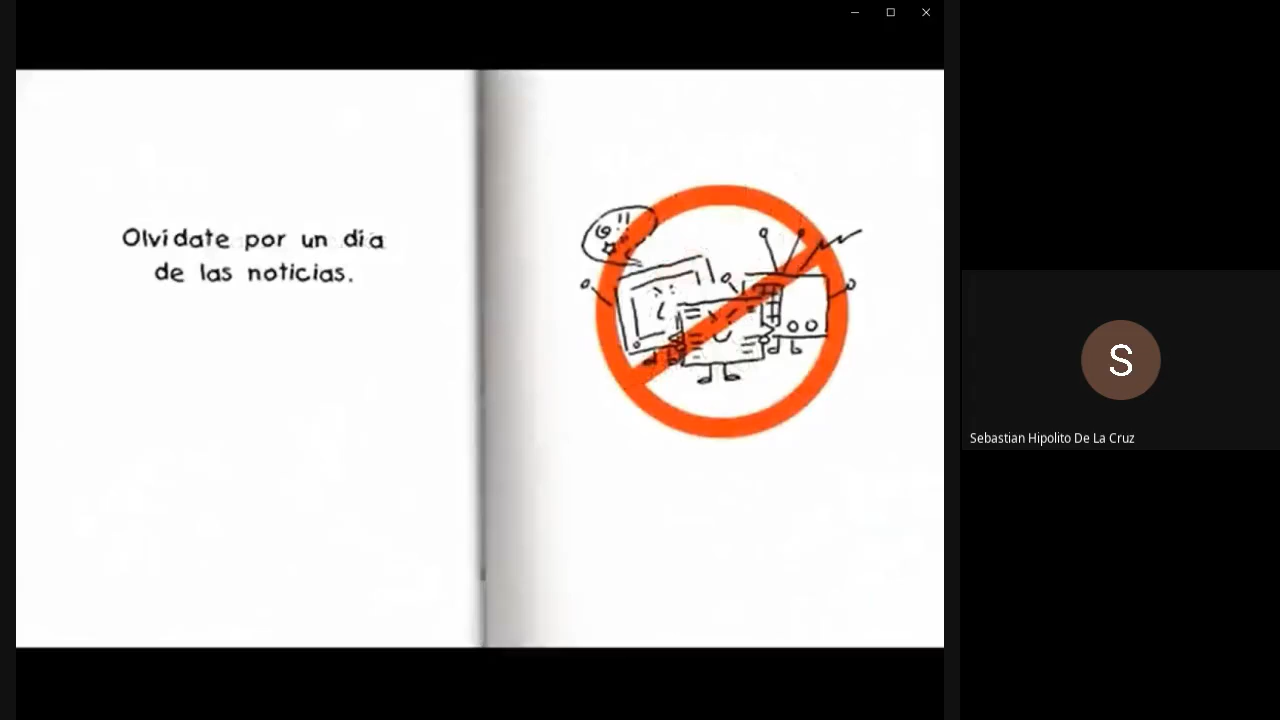 Olvidate por un día
de las noticias.
!!
S
Sebastian Hipolito De La Cruz